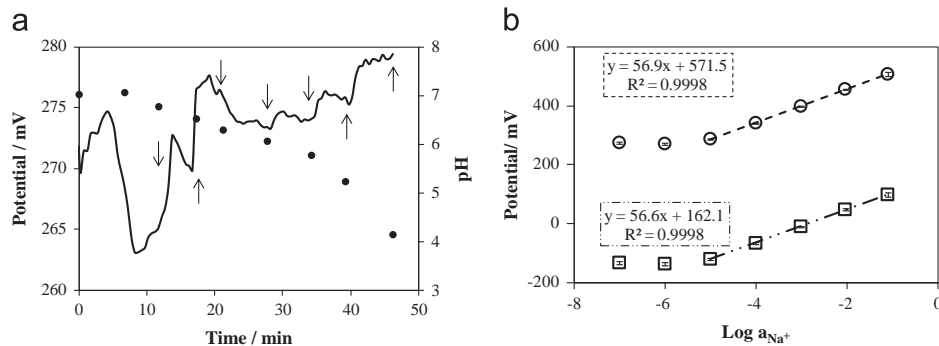 a
280
275
270
265
260
Potential / mV
0
10
20
30
40
50
Time / min
8
7
6
5
4
3
pH
b
600
400
200
0
-200
Potential/ mV
y = 56.9x + 571.5
R² = 0.9998
y = 56.6x + 162.1
R² = 0.9998
-8
-6
-4
-2
0
Log aNa+